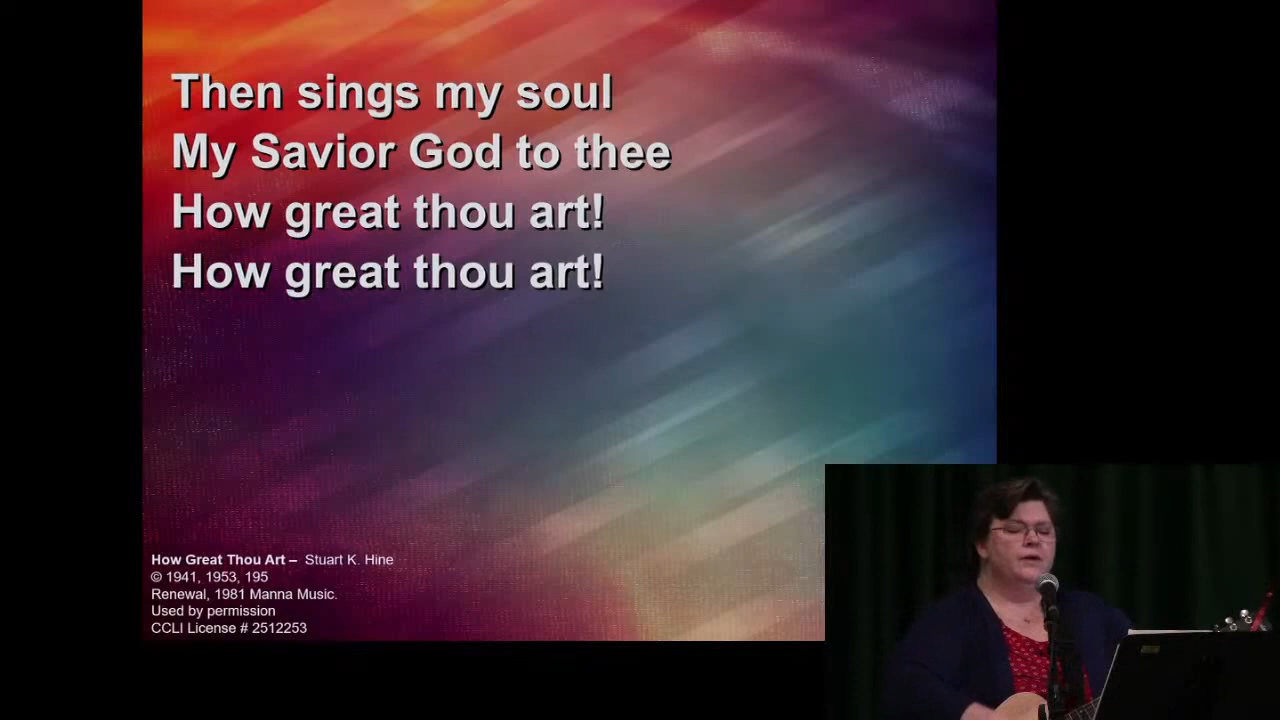 Then sings my soul
My Savior God to thee
How great thou art!
How great thou art!
How Great Thou Art – Stuart K. Hine
© 1941, 1953, 195
Renewal, 1981 Manna Music.
Used by permission
CCLI License # 2512253